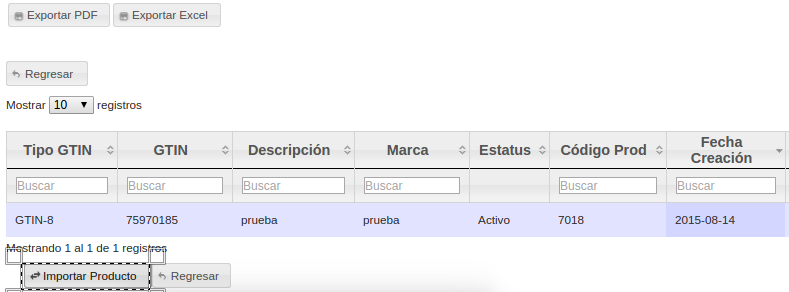 Exportar PDF Exportar Excel
Regresar
Mostrar 10 registros
Tipo GTIN GTIN Descripción Marca Estatus Código Prod Fecha Creación
Buscar Buscar Buscar Buscar Buscar Buscar
GTIN-8 75970185 prueba prueba Activo 7018 2015-08-14
Mostrando 1 al 1 de 1 registros
Importar Producto Regresar